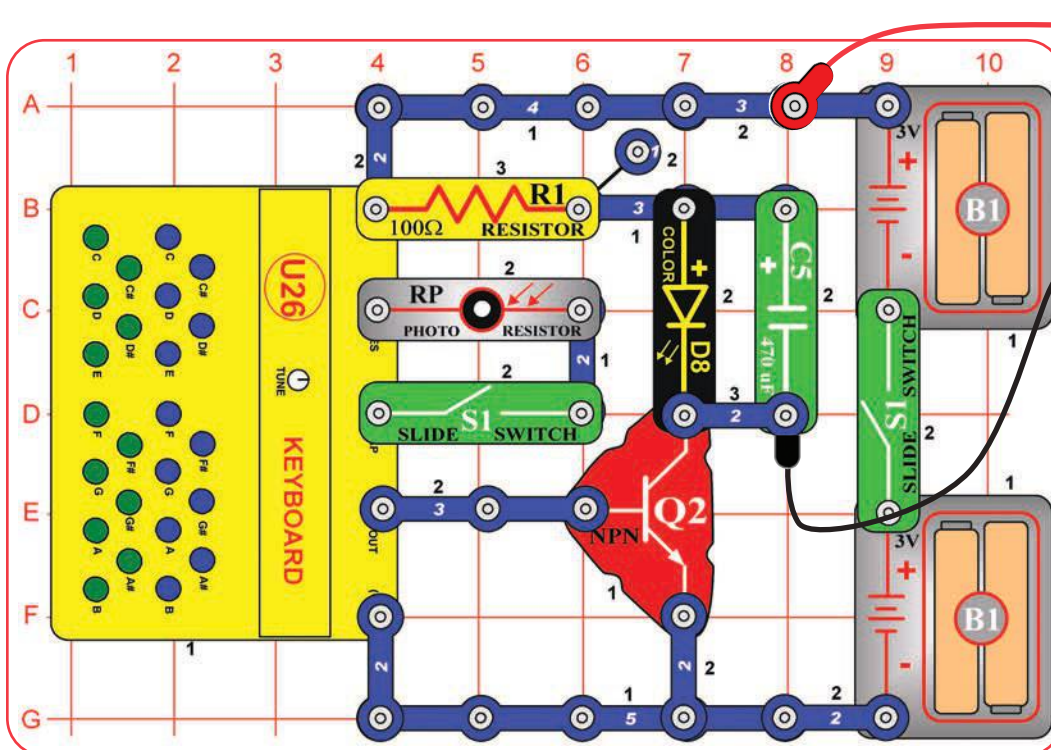 1 2 3 4 5 6 7 8 9 10
A
4
1
3
2
3V
+
B1
-
1
2
2
B
3
R1
100Ω
RESISTOR
1
2
3
1
COLOR
+
D8
2
C5
+
470 uF
2
C
2
RP
PHOTO RESISTOR
2
1
D
2
S1
SLIDE SWITCH
3
2
S1
SLIDE SWITCH
2
E
2
3
NPN
Q2
1
OUT
1
3V
+
B1
-
F
2
2
2
G
1
5
2
2
U26
TUNE
KEYBOARD
1
C
C#
D
D#
E
F
F#
G
G#
A
A#
B
C
C#
D
D#
E
F
F#
G
G#
A
A#
B